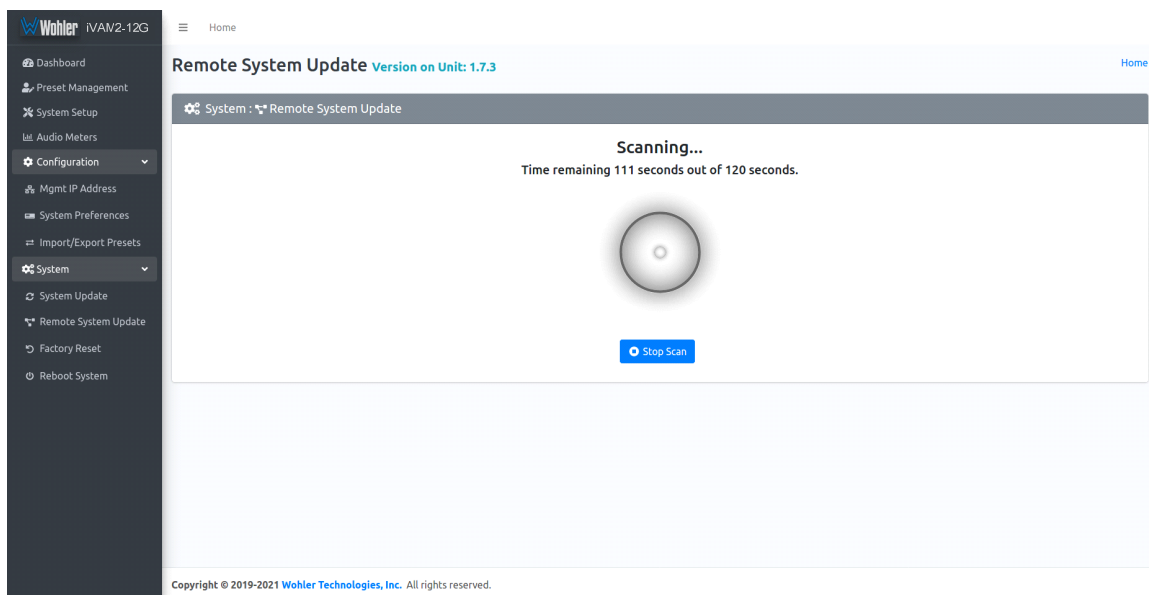 Wohler iVAM2-12G
Dashboard
Preset Management
System Setup
Audio Meters
Configuration
Mgmt IP Address
System Preferences
Import/Export Presets
System
System Update
Remote System Update
Factory Reset
Reboot System
Home
Remote System Update Version on Unit: 1.7.3
Home
System : Remote System Update
Scanning...
Time remaining 111 seconds out of 120 seconds.
Stop Scan
Copyright © 2019-2021 Wohler Technologies, Inc. All rights reserved.